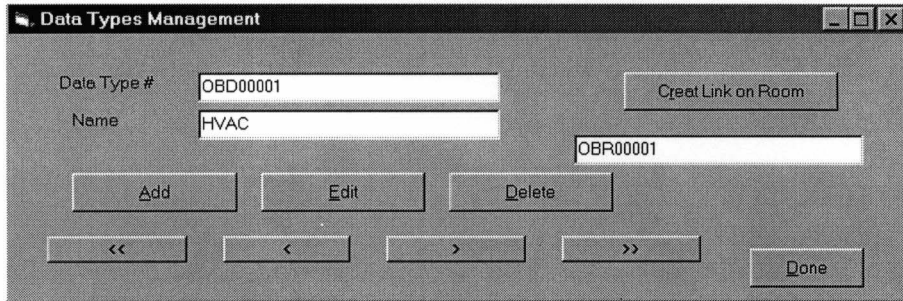 Data Types Management
Data Type # OBD00001
Creat Link on Room
Name HVAC
OBR00001
Add Edit Delete
<< < > >>
Done